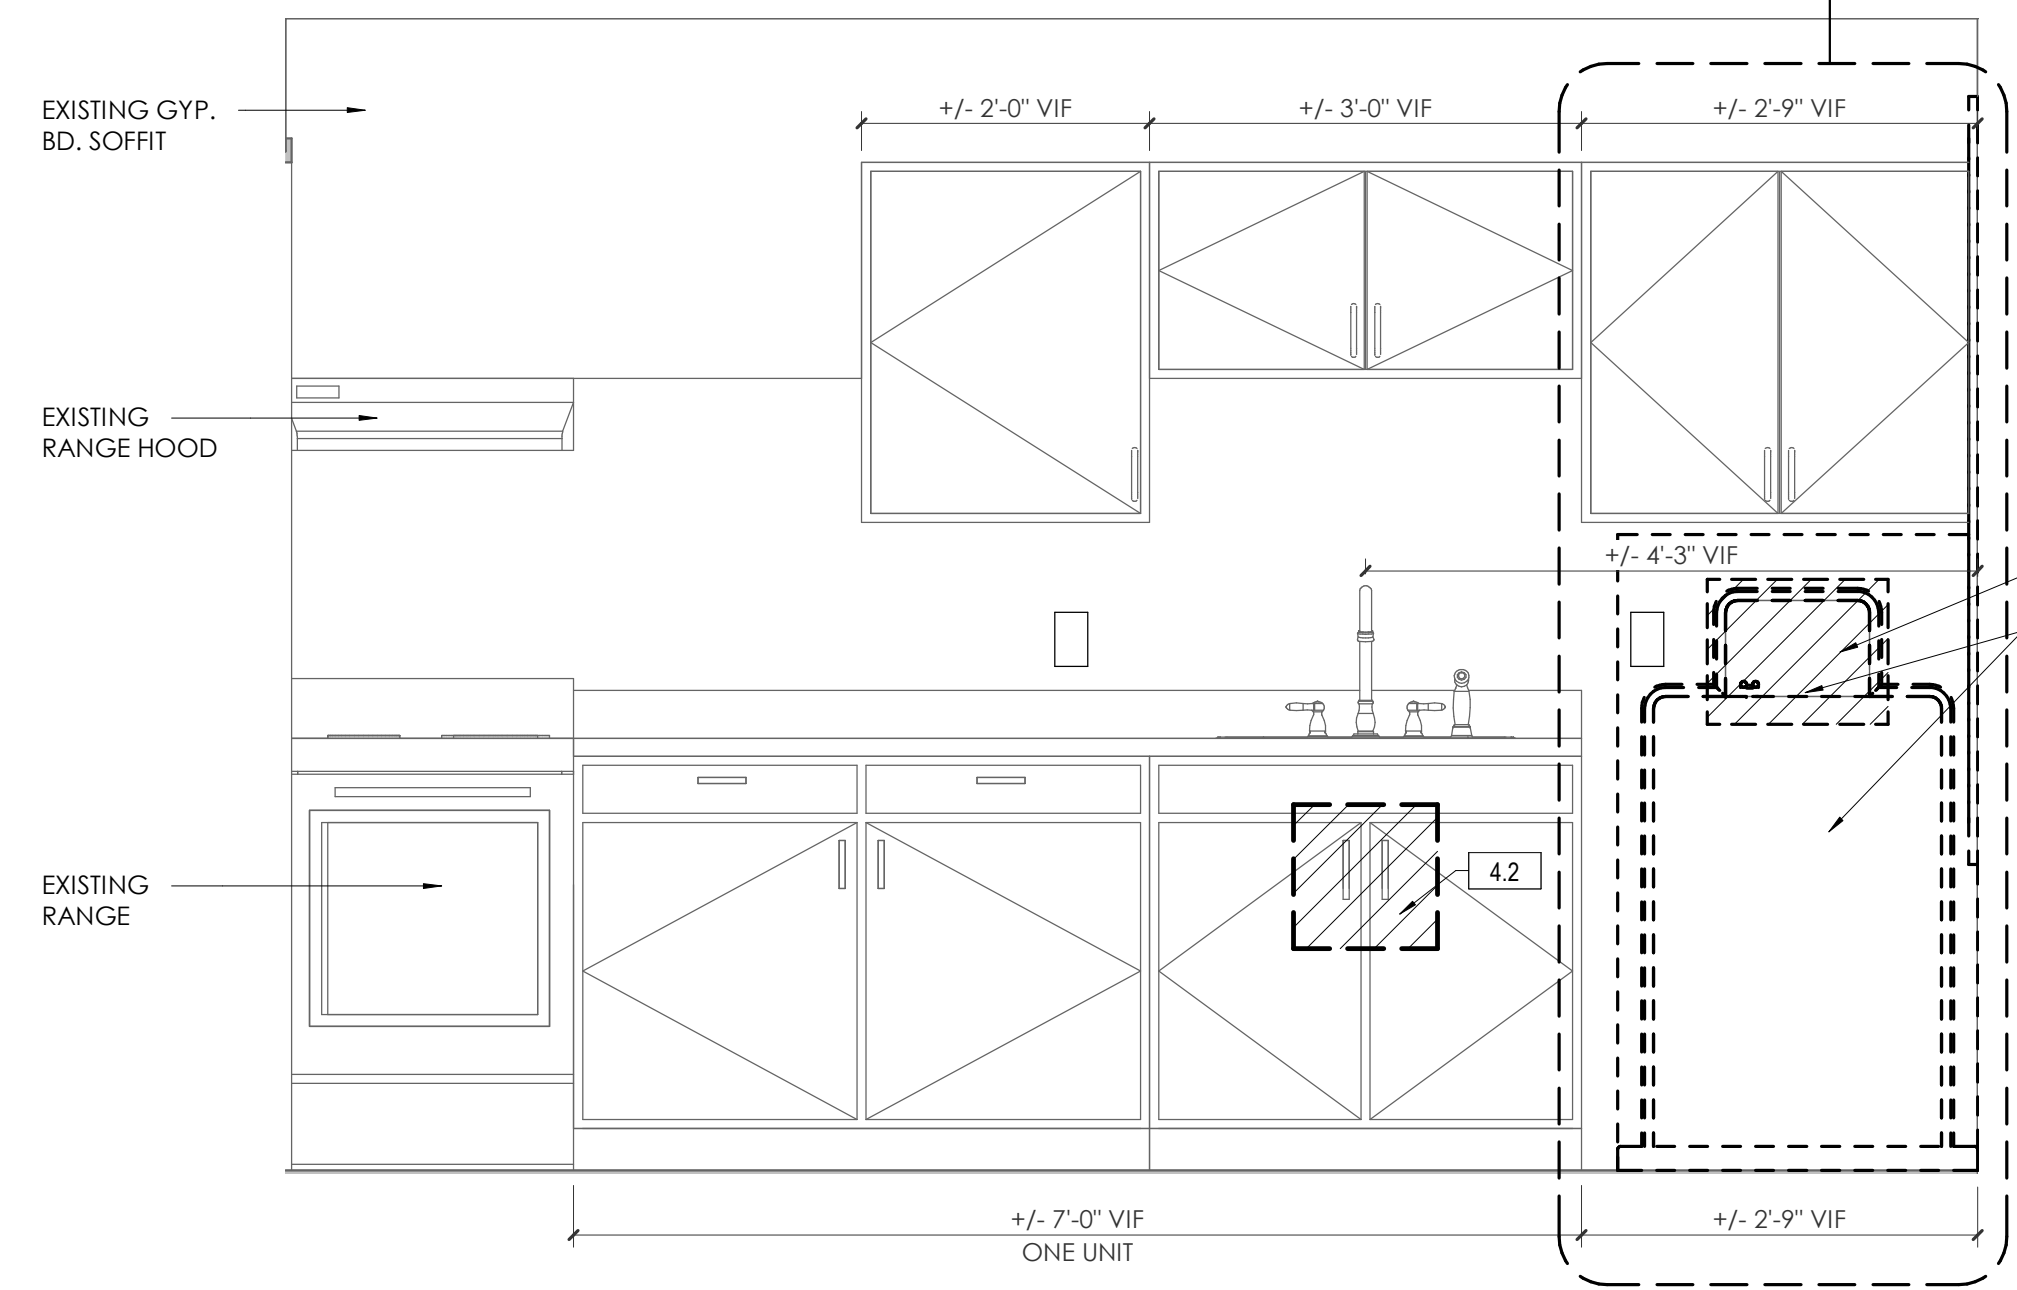 EXISTING GYP.
BD. SOFFIT
+/- 2'-0" VIF
+/- 3'-0" VIF
+/- 2'-9" VIF
EXISTING
RANGE HOOD
+/- 4'-3" VIF
EXISTING
RANGE
4.2
+/- 7'-0" VIF
ONE UNIT
+/- 2'-9" VIF